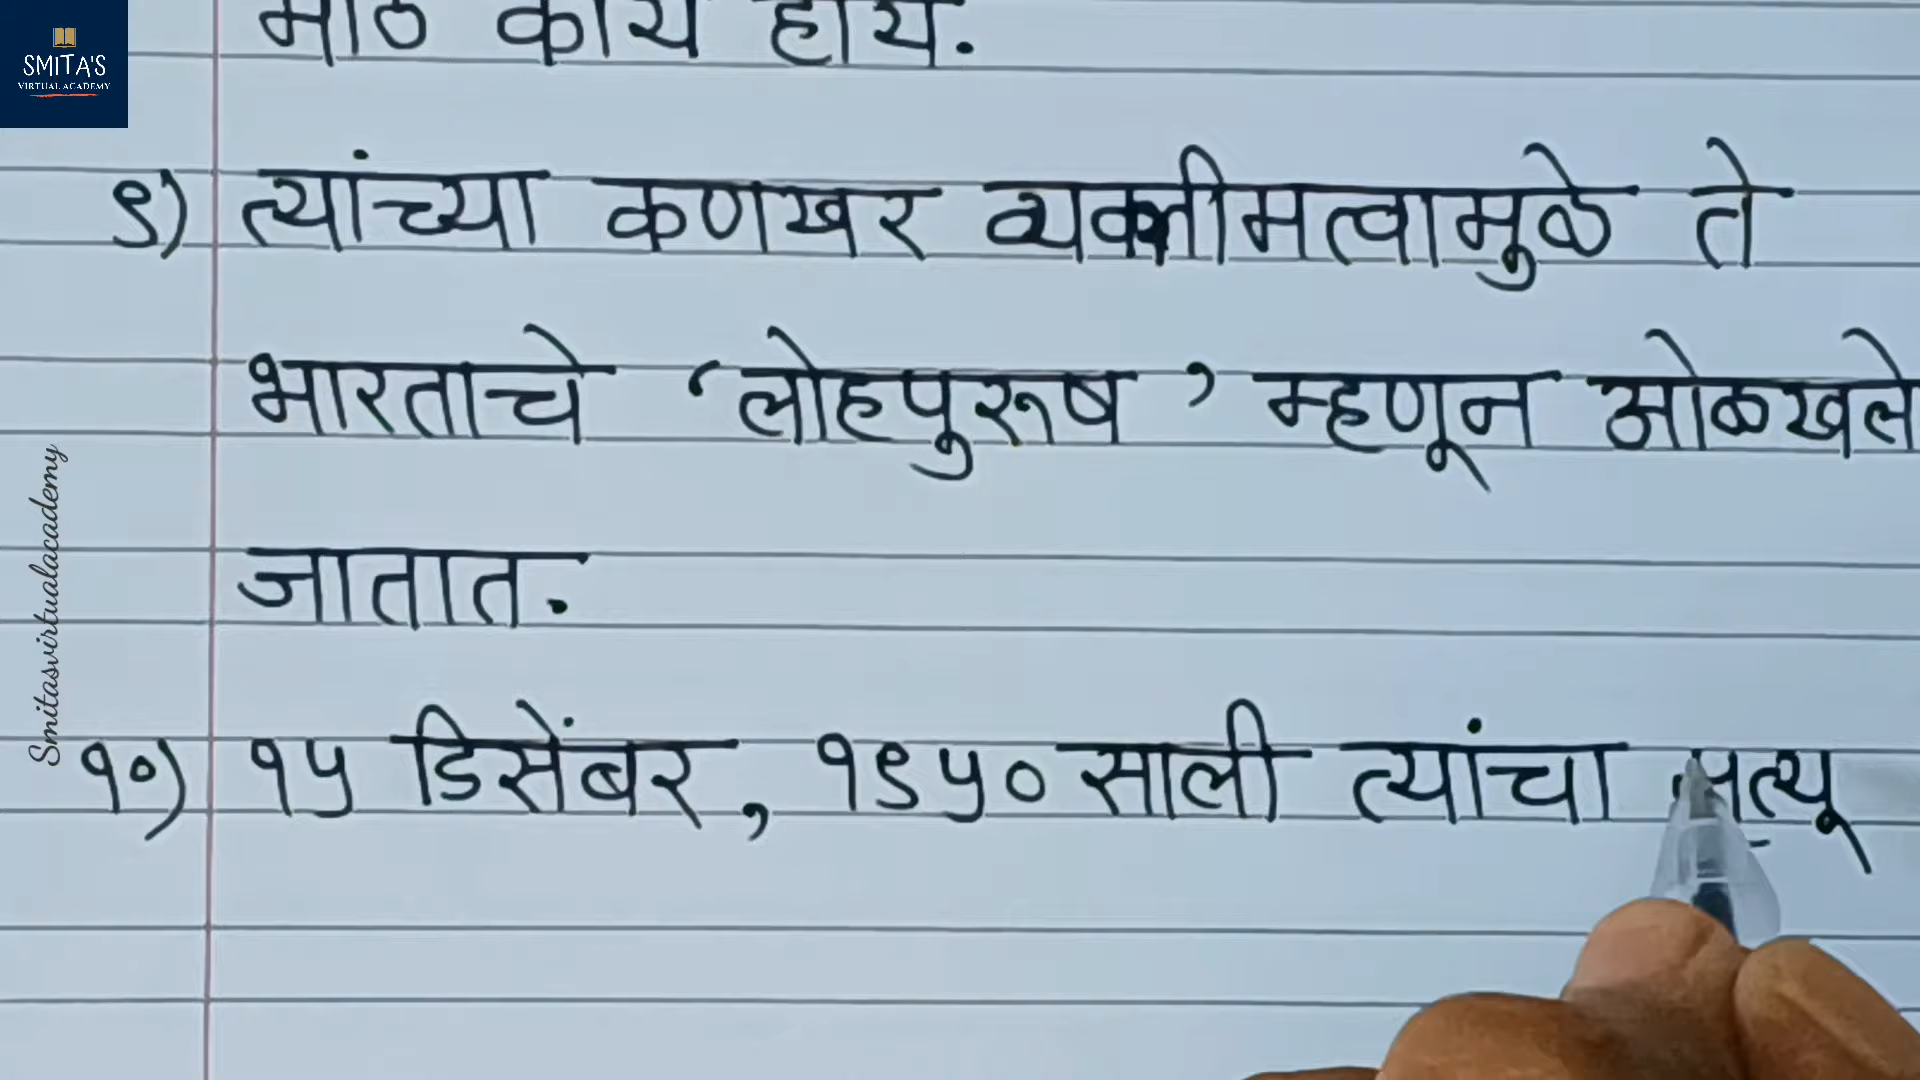 SMITA'S
VIRTUAL ACADEMY
Smitasvirtualacademy
कार्य होय.
९) त्यांच्या कणखर व्यक्तीमत्वामुळे ते
भारताचे ‘लोहपुरूष’ म्हणून ओळखले
जातात.
१०) १५ डिसेंबर, १९५० साली त्यांचा